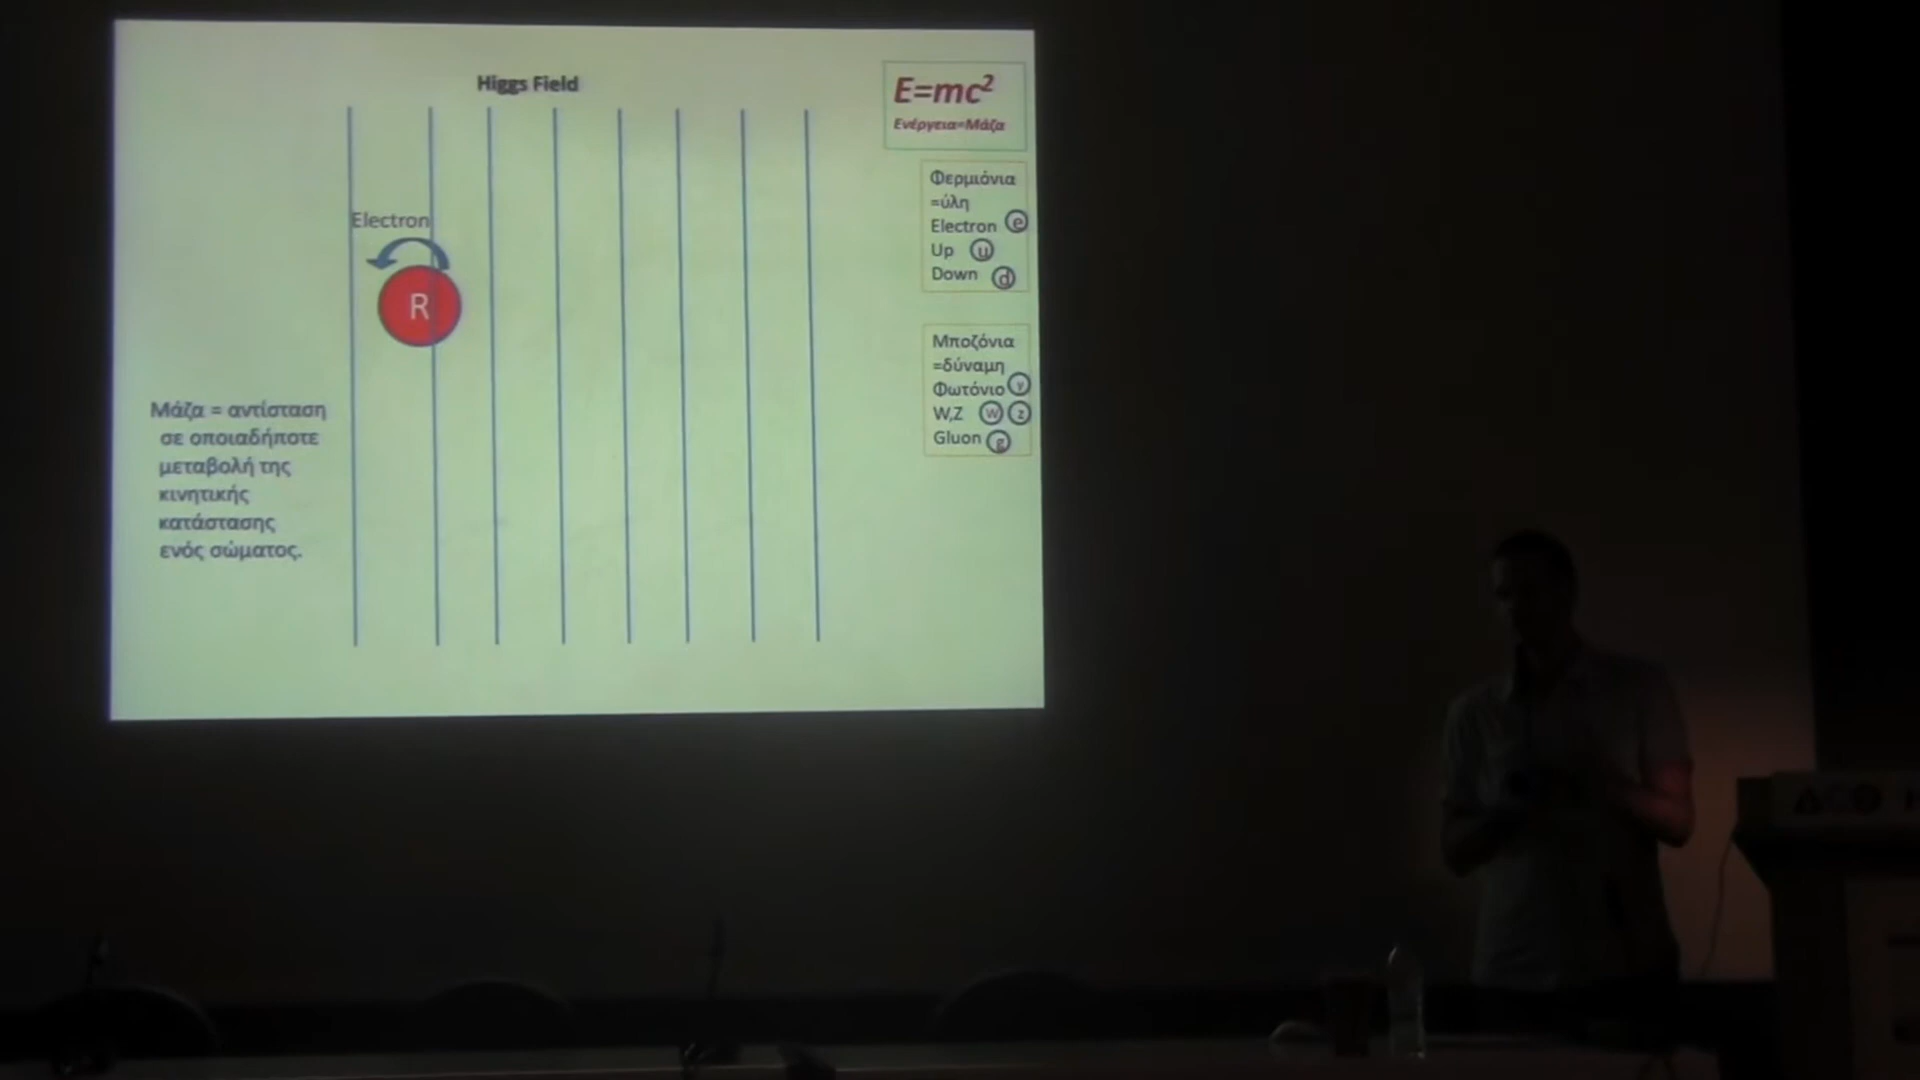 Higgs Field
E=mc²
Ενέργεια=Μάζα
Φερμιόνια
=ύλη
Electron e
Up u
Down d
Electron
R
Μποζόνια
=δύναμη
Φωτόνιο γ
W,Z W Z
Gluon g
Μάζα = αντίσταση
σε οποιαδήποτε
μεταβολή της
κινητικής
κατάστασης
ενός σώματος.